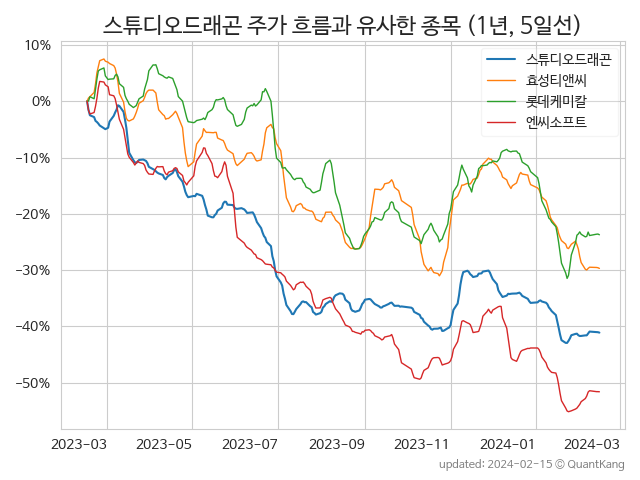 스튜디오드래곤 주가 흐름과 유사한 종목 (1년, 5일선)
스튜디오드래곤
효성티앤씨
롯데케미칼
엔씨소프트
10%
0%
−10%
−20%
−30%
−40%
−50%
2023−03 2023−05 2023−07 2023−09 2023−11 2024−01 2024−03
updated: 2024−02−15 © QuantKang